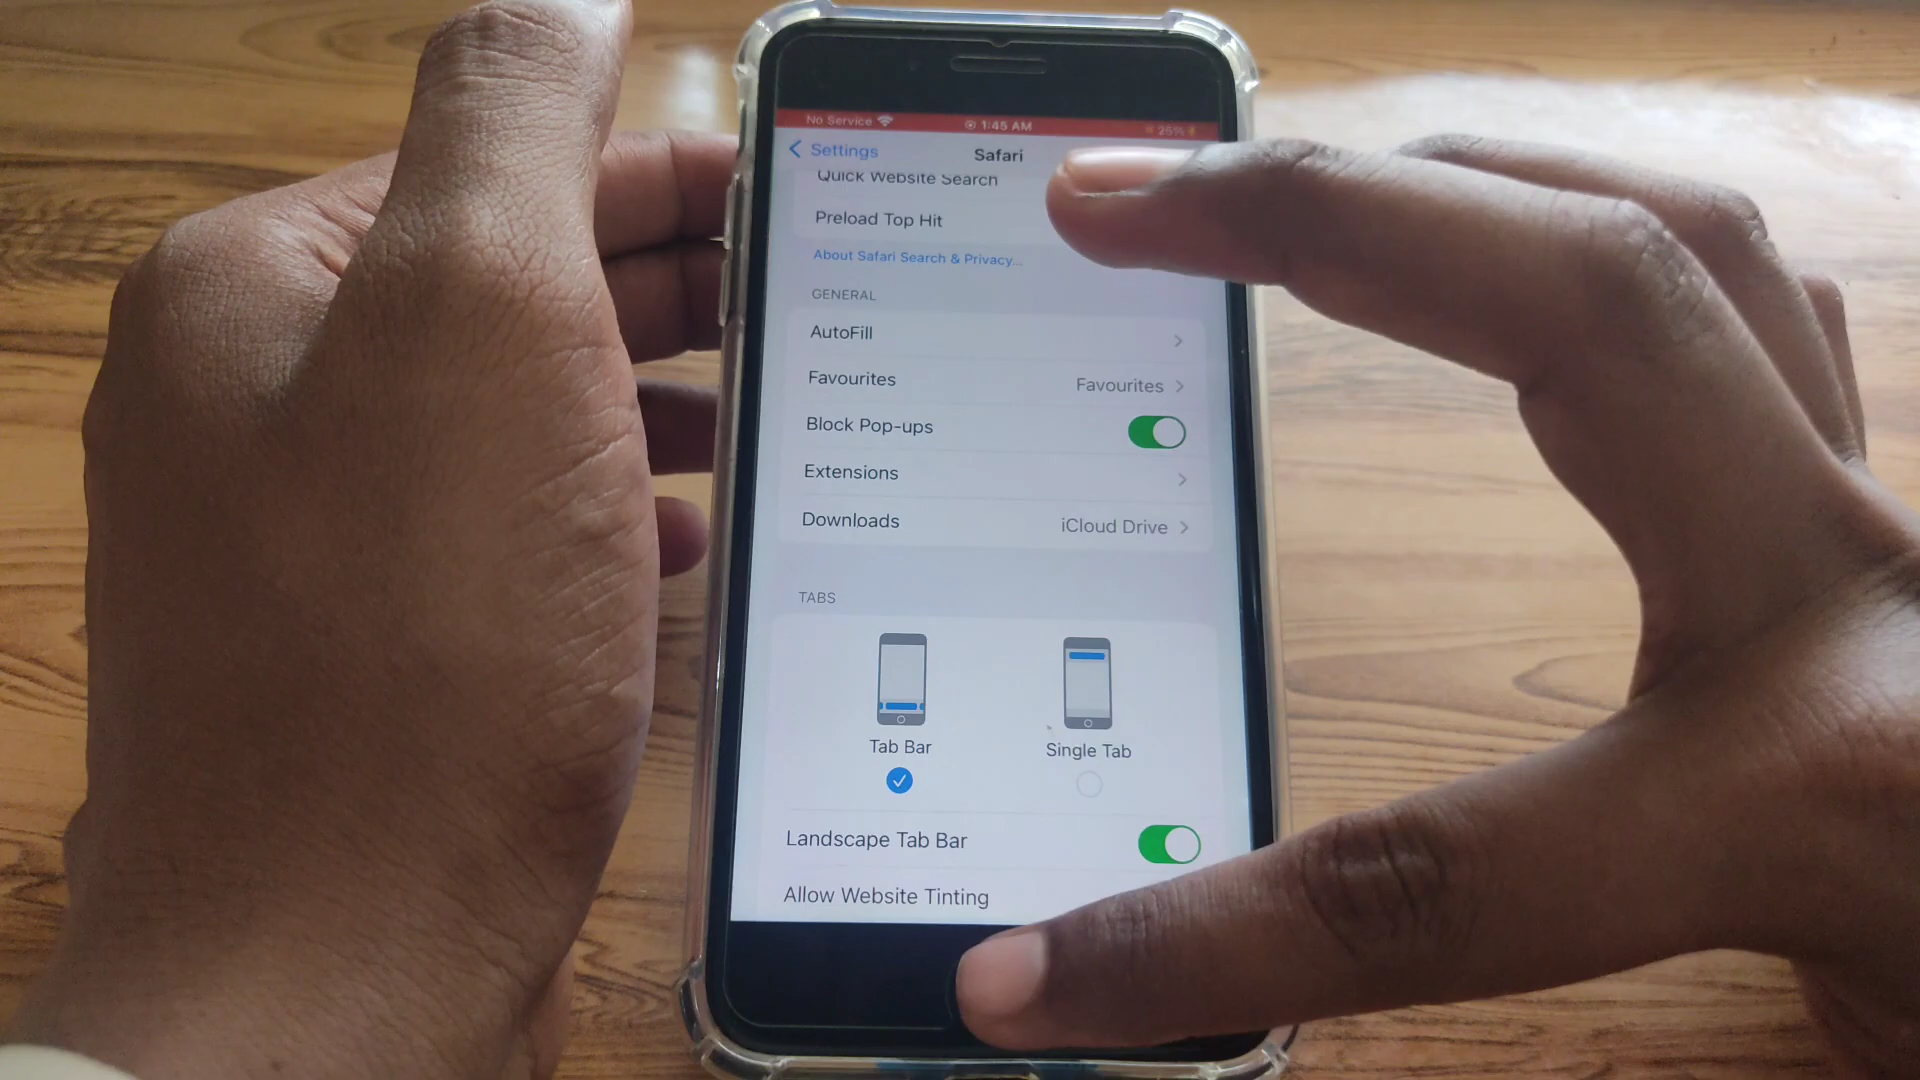 No Service 1:45 AM 25%
Settings Safari
Quick Website Search
Preload Top Hit
About Safari Search & Privacy...
GENERAL
AutoFill
Favourites Favourites
Block Pop-ups
Extensions
Downloads iCloud Drive
TABS
Tab Bar Single Tab
Landscape Tab Bar
Allow Website Tinting